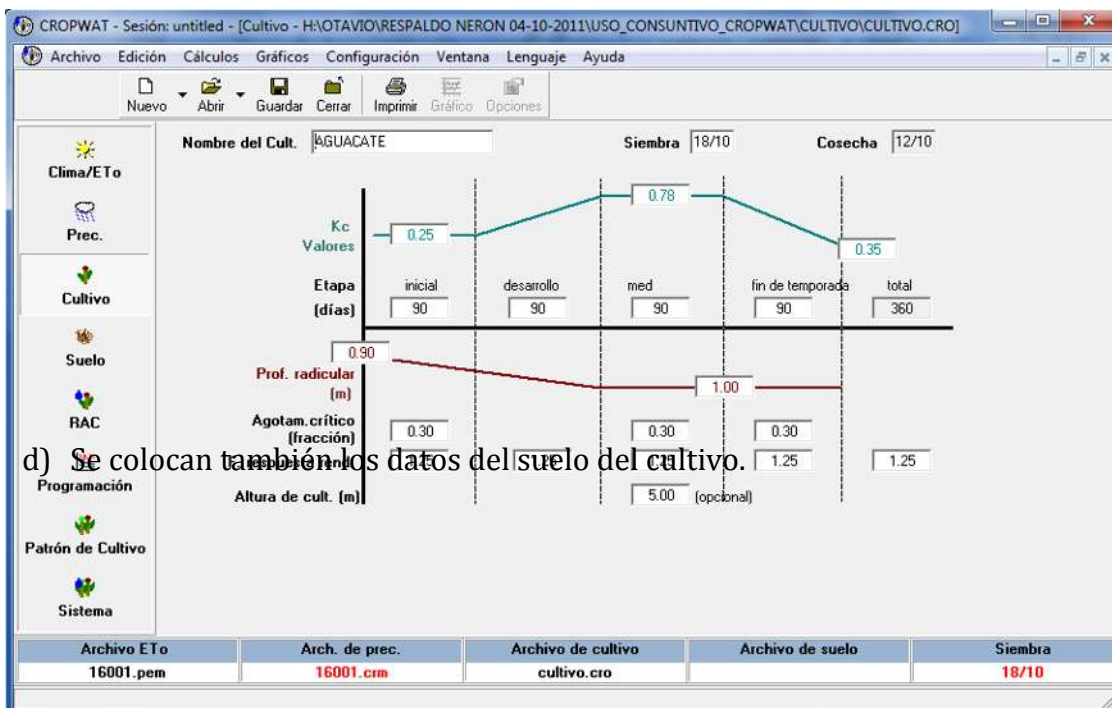 CROPWAT - Sesión: untitled - [Cultivo - H:\OTAVIO\RESPALDO NERON 04-10-2011\USO_CONSUNTIVO_CROPWAT\CULTIVO\CULTIVO.CRO]
Archivo Edición Cálculos Gráficos Configuración Ventana Lenguaje Ayuda
Nuevo Abrir Guardar Cerrar Imprimir Gráfico Opciones
Clima/ETo
Prec.
Cultivo
Suelo
RAC
Programación
Patrón de Cultivo
Sistema
Nombre del Cult. AGUACATE Siembra 18/10 Cosecha 12/10
Kc
Valores
0.25 0.78 0.35
Etapa inicial desarrollo med fin de temporada total
(días) 90 90 90 90 360
0.90
Prof. radicular
(m)
1.00
Agotam.crítico
(fracción)
0.30 0.30 0.30
d) Se colocan también los datos del suelo del cultivo.
1.25 1.25 1.25 1.25 1.25
Altura de cult. (m) 5.00 (opcional)
Archivo ETo Arch. de prec. Archivo de cultivo Archivo de suelo Siembra
16001.pem 16001.crm cultivo.cro 18/10